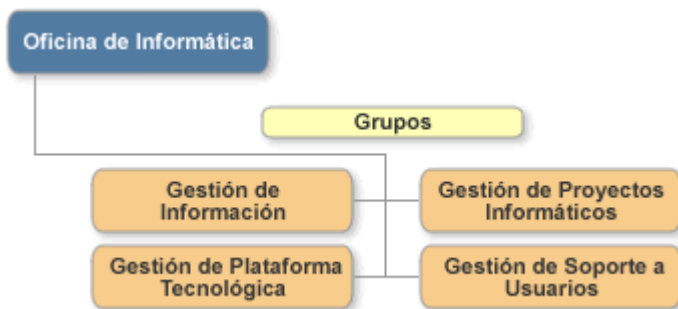 Oficina de Informática
Grupos
Gestión de
Información
Gestión de Proyectos
Informáticos
Gestión de Plataforma
Tecnológica
Gestión de Soporte a
Usuarios